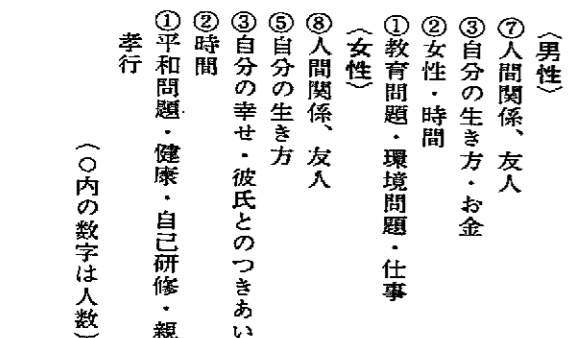 〈男性〉
⑦人間関係、友人
③自分の生き方・お金
②女性・時間
①教育問題・環境問題・仕事
〈女性〉
⑧人間関係、友人
⑤自分の生き方
③自分の幸せ・彼氏とのつきあい
②時間
①平和問題・健康・自己研修・親
孝行
（○内の数字は人数）